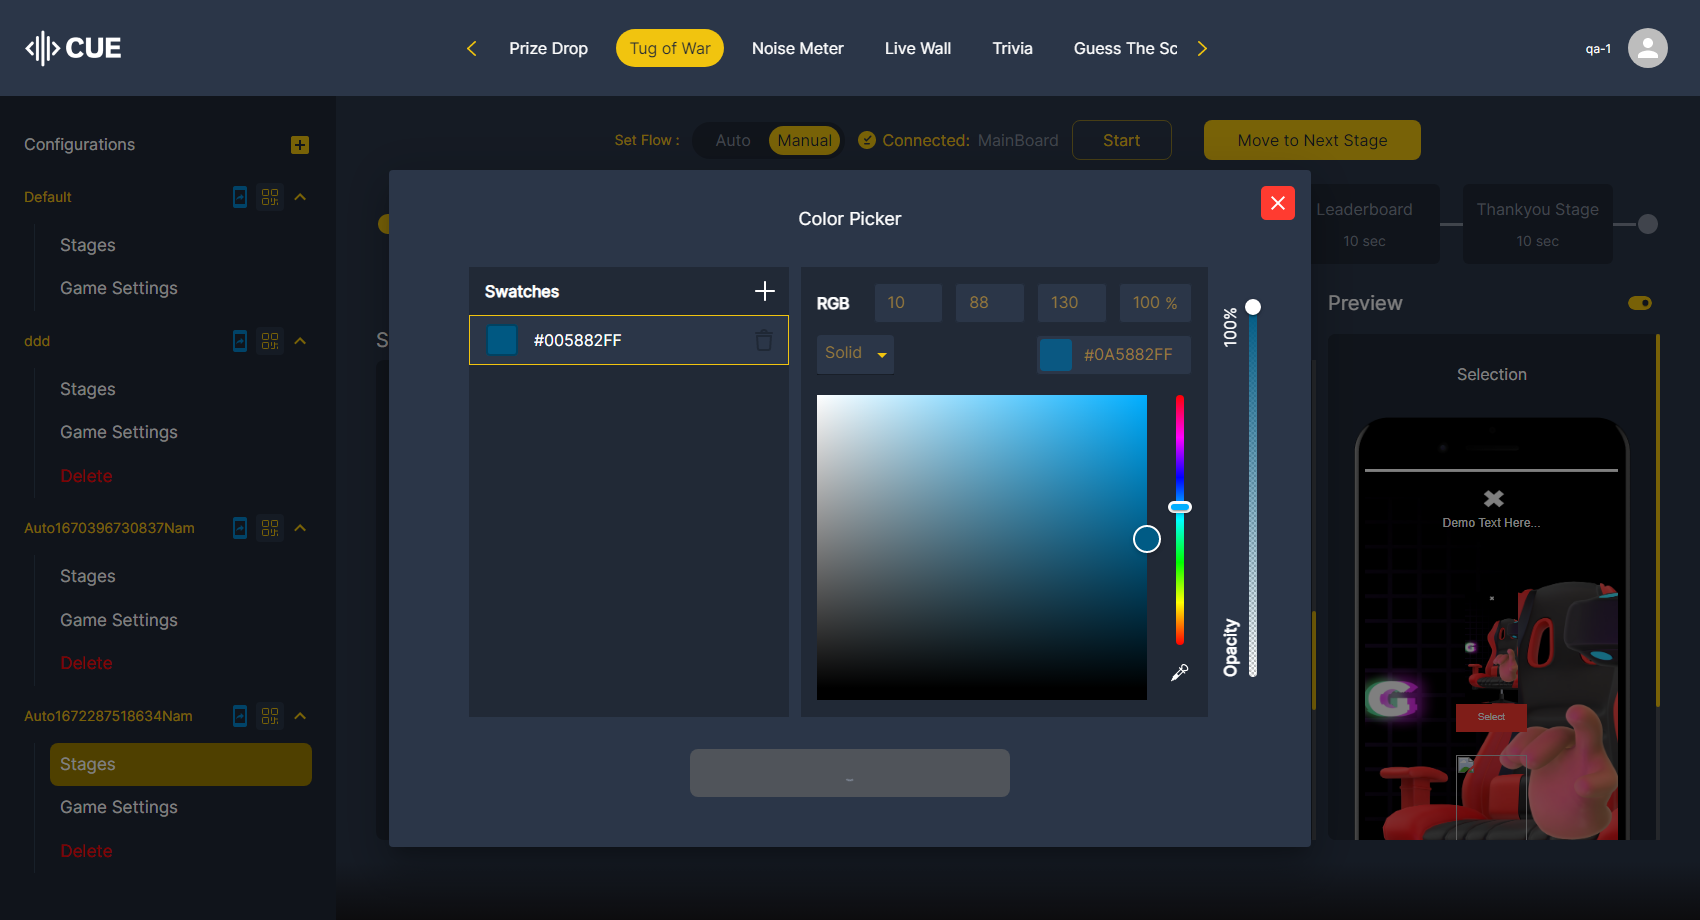 CUE
Prize Drop
Tug of War
Noise Meter
Live Wall
Trivia
Guess The Sc
qa-1
Configurations
Set Flow :
Auto
Manual
Connected:
MainBoard
Start
Move to Next Stage
Default
Stages
Game Settings
ddd
Stages
Game Settings
Delete
Auto1670396730837Nam
Stages
Game Settings
Delete
Auto1672287518634Nam
Stages
Game Settings
Delete
S
Color Picker
Swatches
#005882FF
RGB
10
88
130
100 %
Solid
#0A5882FF
100%
Opacity
Leaderboard
10 sec
Thankyou Stage
10 sec
Preview
Selection
Demo Text Here...
G
G
Select